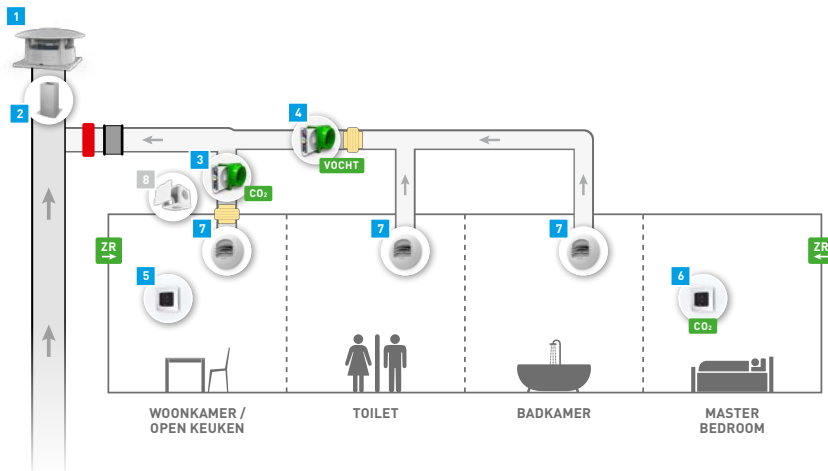 1
2
4
VOCHT
3
CO₂
8
7
7
7
ZR
ZR
5
6
CO₂
WOONKAMER /
OPEN KEUKEN
TOILET
BADKAMER
MASTER
BEDROOM